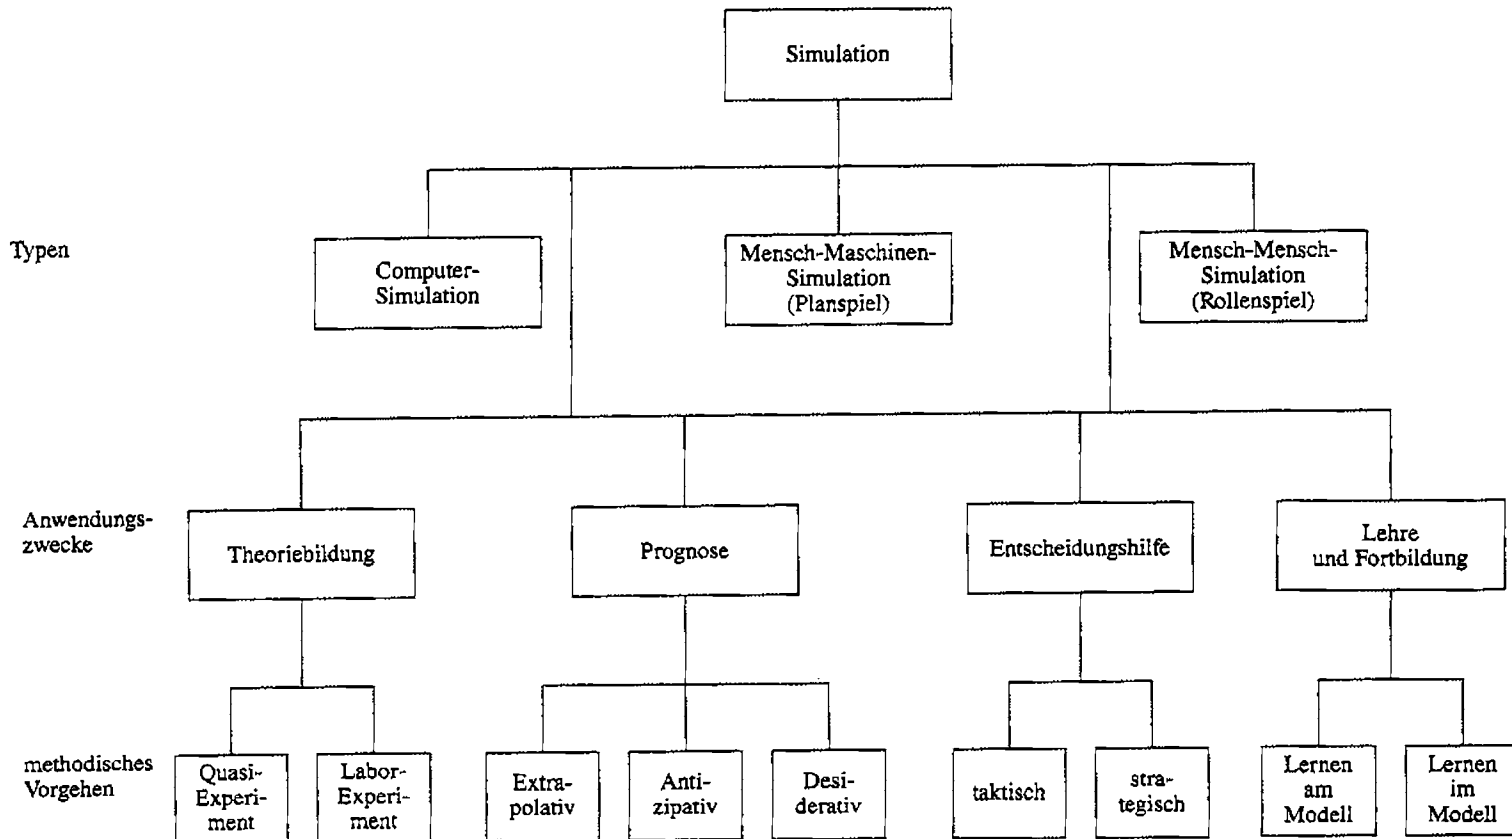 Simulation
Typen
Computer-
Simulation
Mensch-Maschinen-
Simulation
(Planspiel)
Mensch-Mensch-
Simulation
(Rollenspiel)
Anwendungs-
zwecke
Theoriebildung
Prognose
Entscheidungshilfe
Lehre
und Fortbildung
methodisches
Vorgehen
Quasi-
Experi-
ment
Labor-
Experi-
ment
Extra-
polativ
Anti-
zipativ
Desi-
derativ
taktisch
stra-
tegisch
Lernen
am
Modell
Lernen
im
Modell